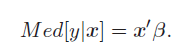 Med[y|x] = x′β.